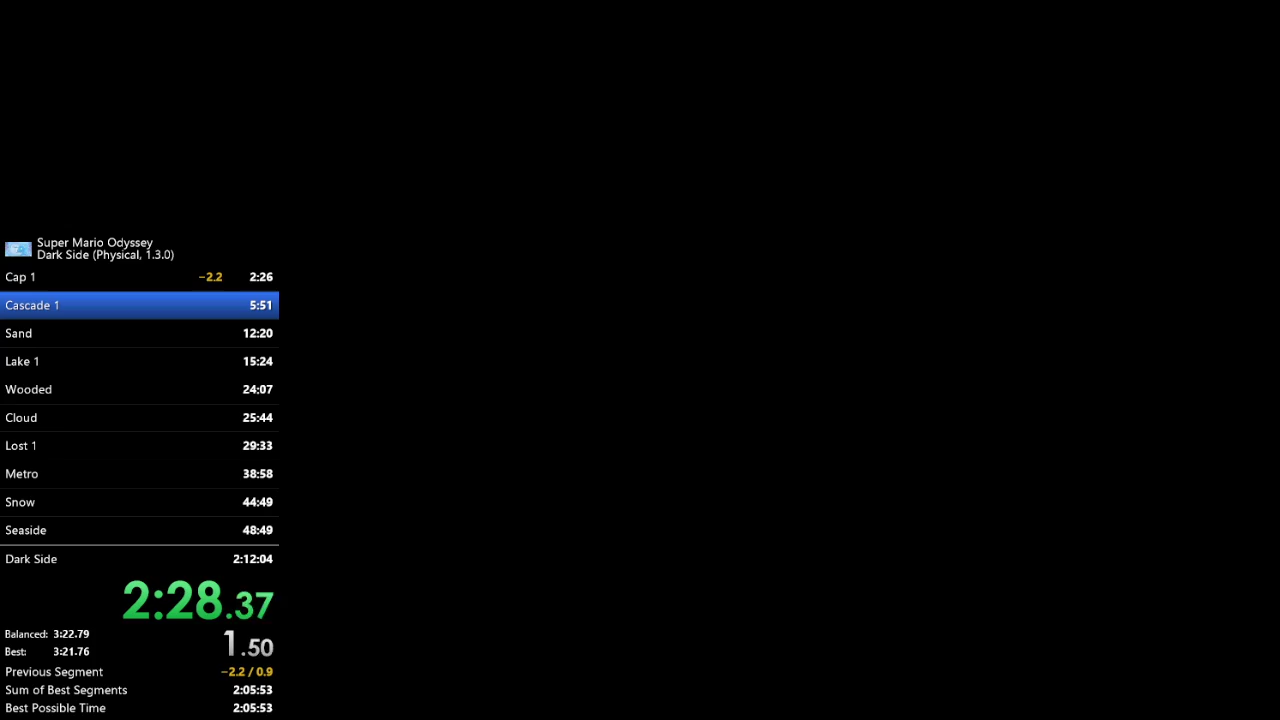 Super Mario Odyssey
Dark Side (Physical, 1.3.0)
Cap 1 −2.2 2:26
Cascade 1 5:51
Sand 12:20
Lake 1 15:24
Wooded 24:07
Cloud 25:44
Lost 1 29:33
Metro 38:58
Snow 44:49
Seaside 48:49
Dark Side 2:12:04
2:28.37
Balanced: 3:22.79
1.50
Best: 3:21.76
Previous Segment −2.2 / 0.9
Sum of Best Segments 2:05:53
Best Possible Time 2:05:53